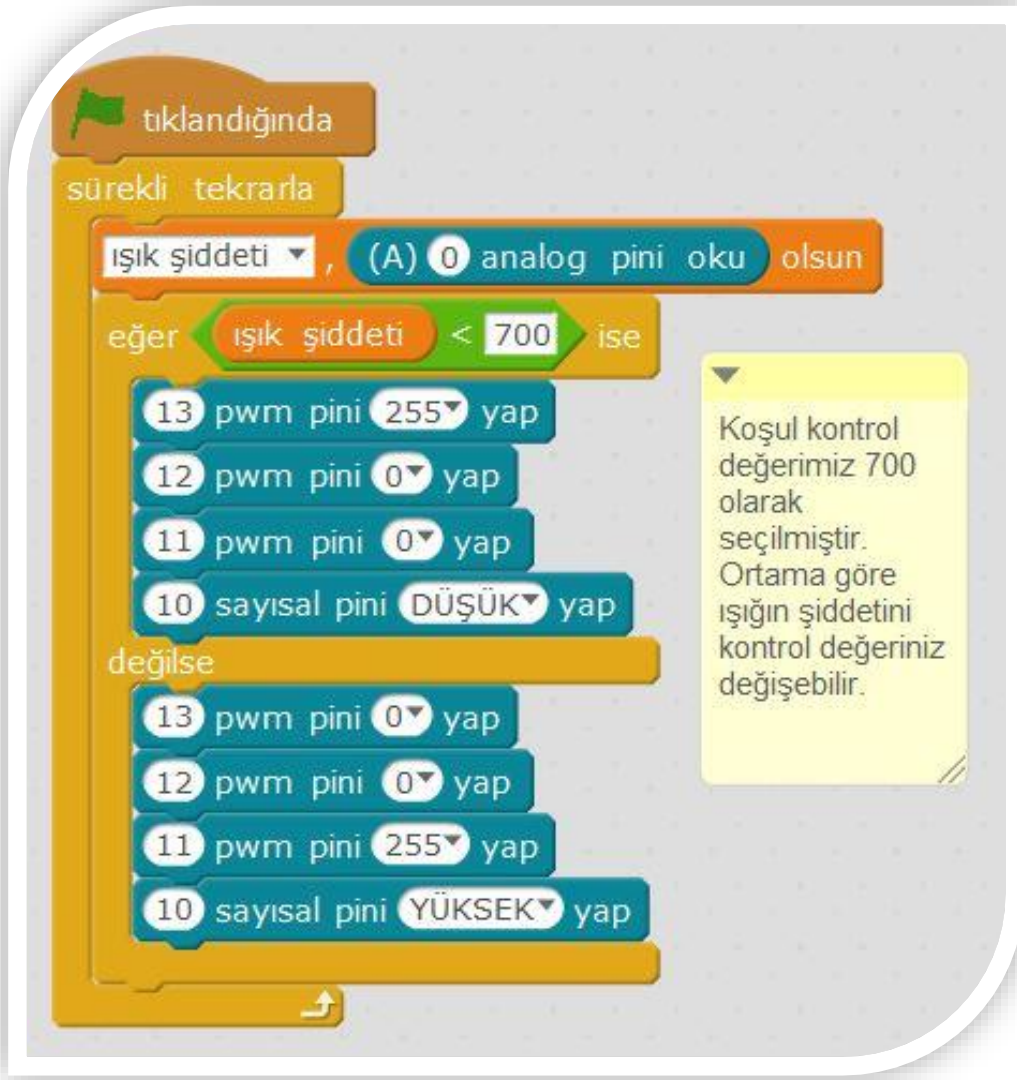 tıklandığında
sürekli tekrarla
ışık şiddeti , (A) 0 analog pini oku olsun
eğer ışık şiddeti < 700 ise
13 pwm pini 255 yap
12 pwm pini 0 yap
11 pwm pini 0 yap
10 sayısal pini DÜŞÜK yap
değilse
13 pwm pini 0 yap
12 pwm pini 0 yap
11 pwm pini 255 yap
10 sayısal pini YÜKSEK yap
Koşul kontrol
değerimiz 700
olarak
seçilmiştir.
Ortama göre
ışığın şiddetini
kontrol değeriniz
değişebilir.